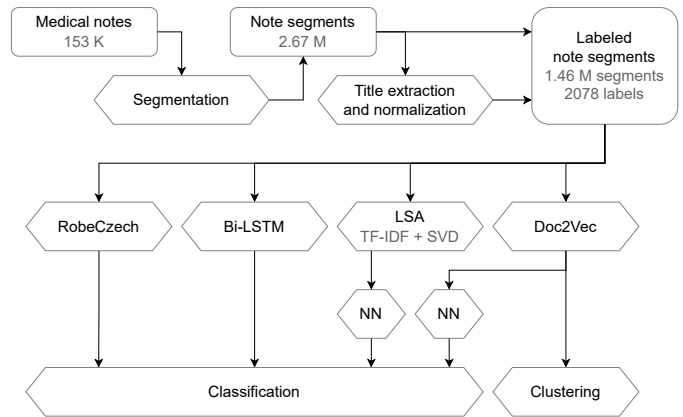 Medical notes
153 K
Note segments
2.67 M
Labeled
note segments
1.46 M segments
2078 labels
Segmentation
Title extraction
and normalization
RobeCzech
Bi-LSTM
LSA
TF-IDF + SVD
Doc2Vec
NN
NN
Classification
Clustering